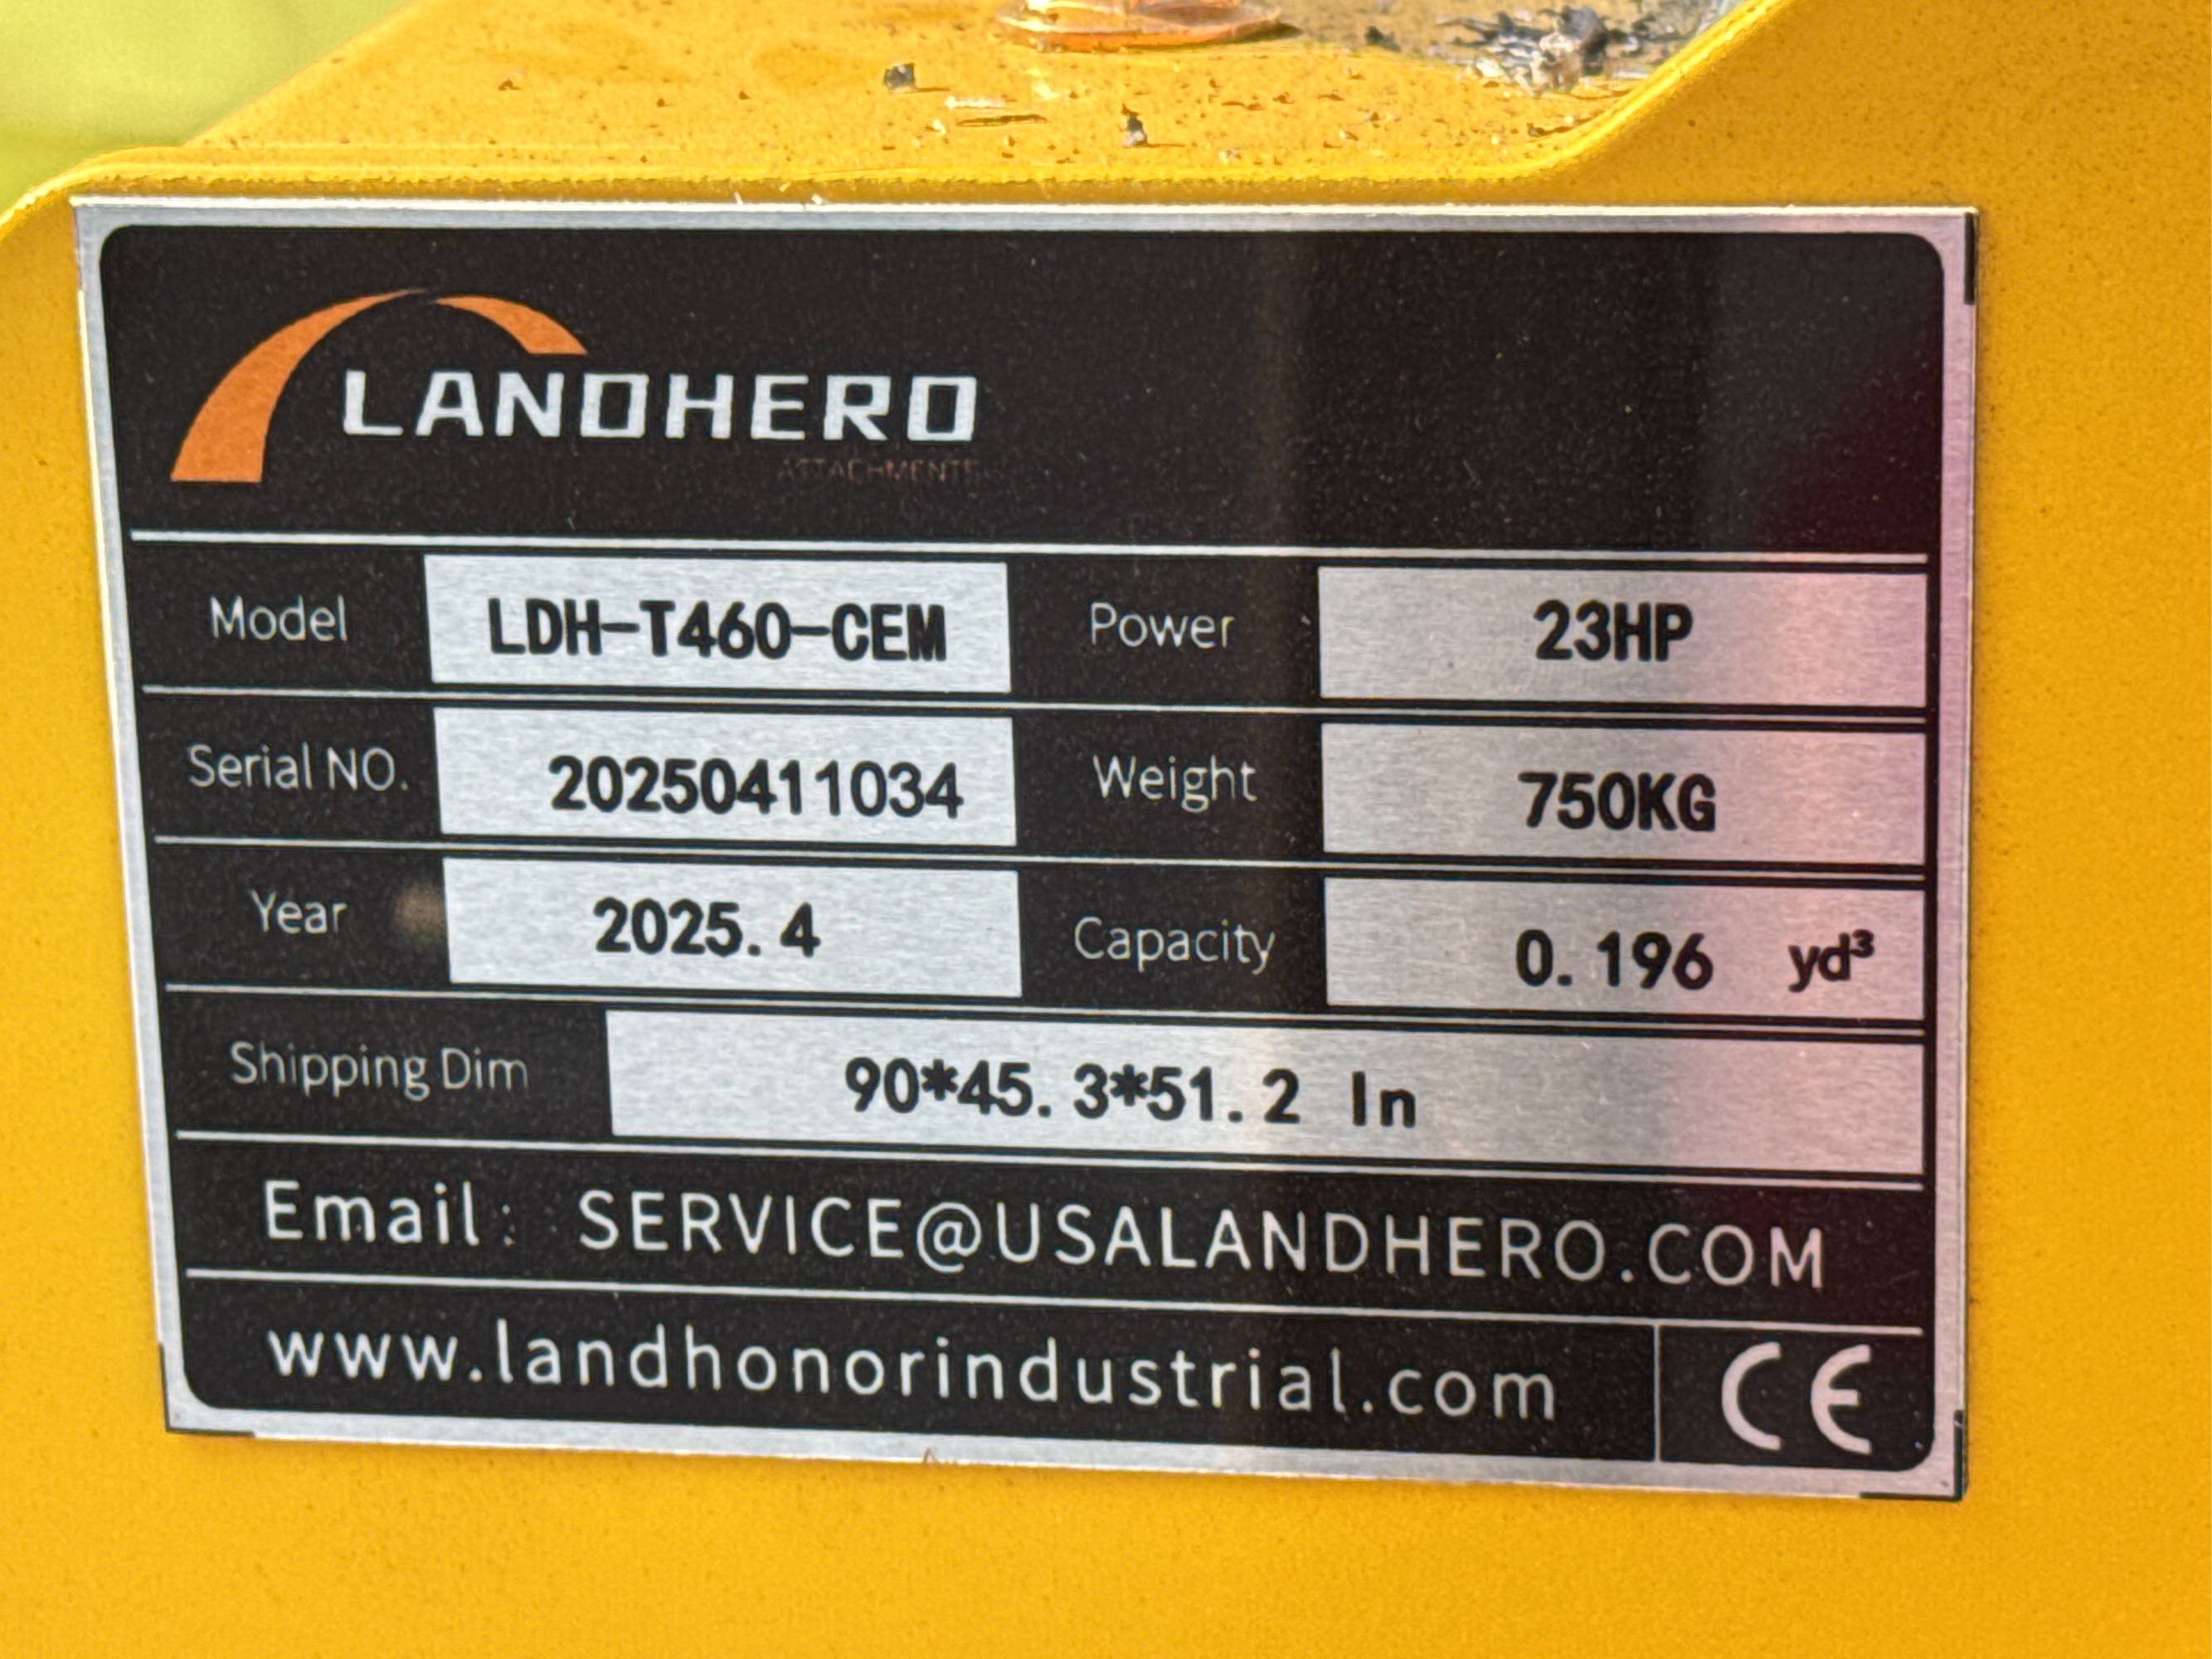 LANDHERO
ATTACHMENTS
Model LDH-T460-CEM Power 23HP
Serial NO. 20250411034 Weight 750KG
Year 2025.4 Capacity 0.196 yd³
Shipping Dim 90*45.3*51.2 In
Email: SERVICE@USALANDHERO.COM
www.landhonorindustrial.com CE